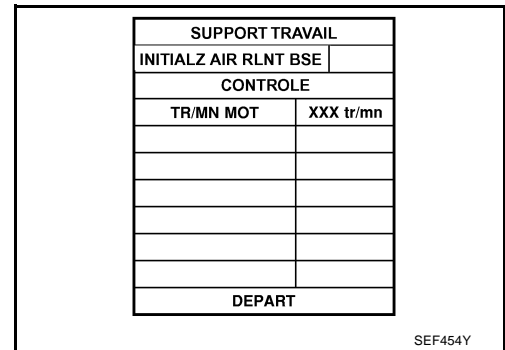 SUPPORT TRAVAIL
INITIALZ AIR RLNT BSE
CONTROLE
TR/MN MOT XXX tr/mn
DEPART
SEF454Y